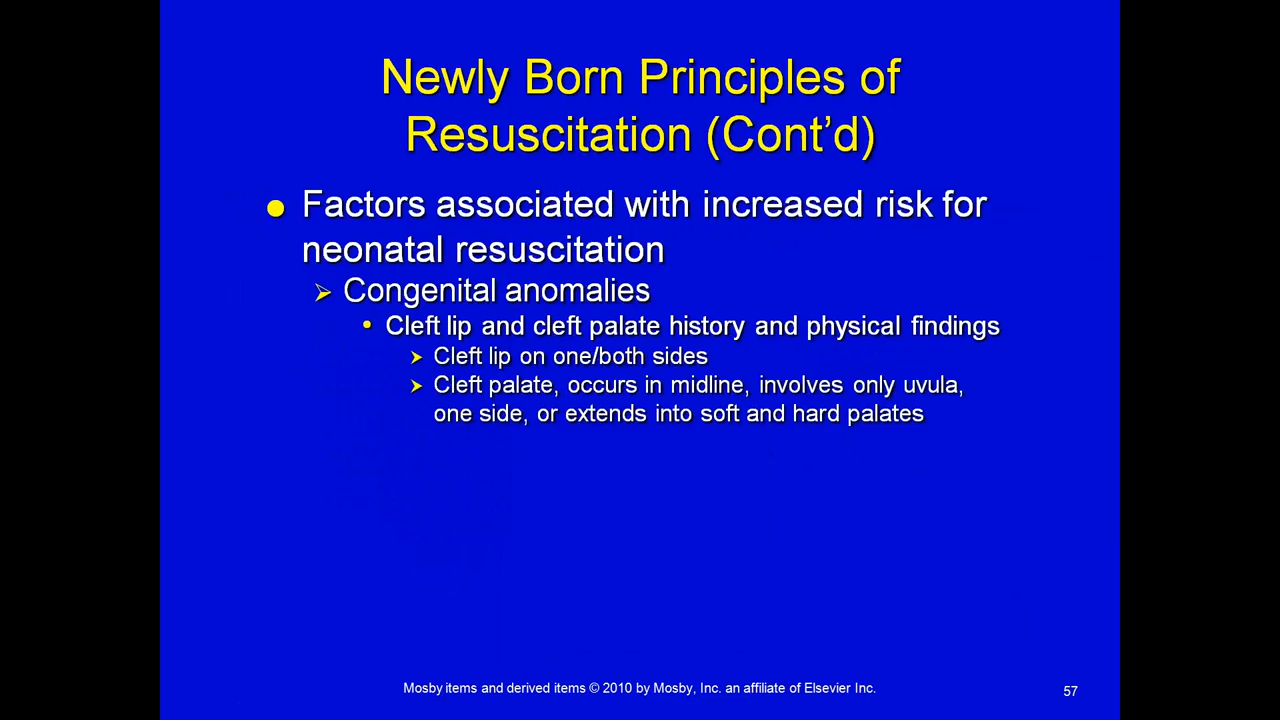 Newly Born Principles of
Resuscitation (Cont’d)
● Factors associated with increased risk for
neonatal resuscitation
➢ Congenital anomalies
• Cleft lip and cleft palate history and physical findings
➤ Cleft lip on one/both sides
➤ Cleft palate, occurs in midline, involves only uvula,
one side, or extends into soft and hard palates
Mosby items and derived items © 2010 by Mosby, Inc. an affiliate of Elsevier Inc.
57